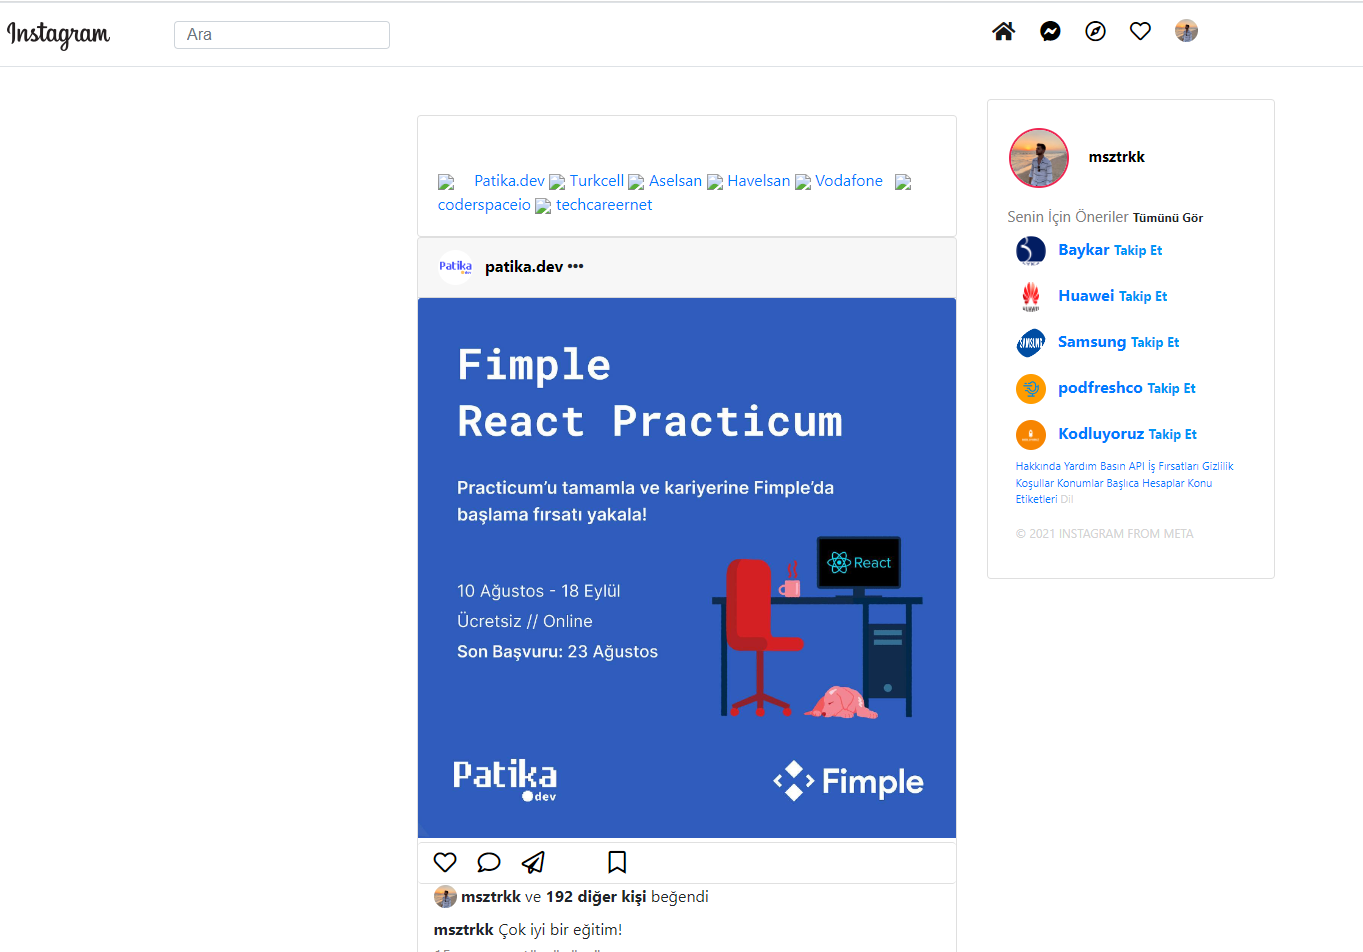 Instagram
Ara
Patika.dev Turkcell Aselsan Havelsan Vodafone
coderspaceio techcareernet
Patika
dev
patika.dev •••
Fimple
React Practicum
Practicum’u tamamla ve kariyerine Fimple’da
başlama fırsatı yakala!
React
10 Ağustos - 18 Eylül
Ücretsiz // Online
Son Başvuru: 23 Ağustos
Patika
dev
Fimple
msztrkk ve 192 diğer kişi beğendi
msztrkk Çok iyi bir eğitim!
msztrkk
Senin İçin Öneriler Tümünü Gör
Baykar Takip Et
Huawei Takip Et
HUAWEI
SAMSUNG
Samsung Takip Et
podfreshco Takip Et
Kodluyoruz Takip Et
Hakkında Yardım Basın API İş Fırsatları Gizlilik
Koşullar Konumlar Başlıca Hesaplar Konu
Etiketleri Dil
© 2021 INSTAGRAM FROM META